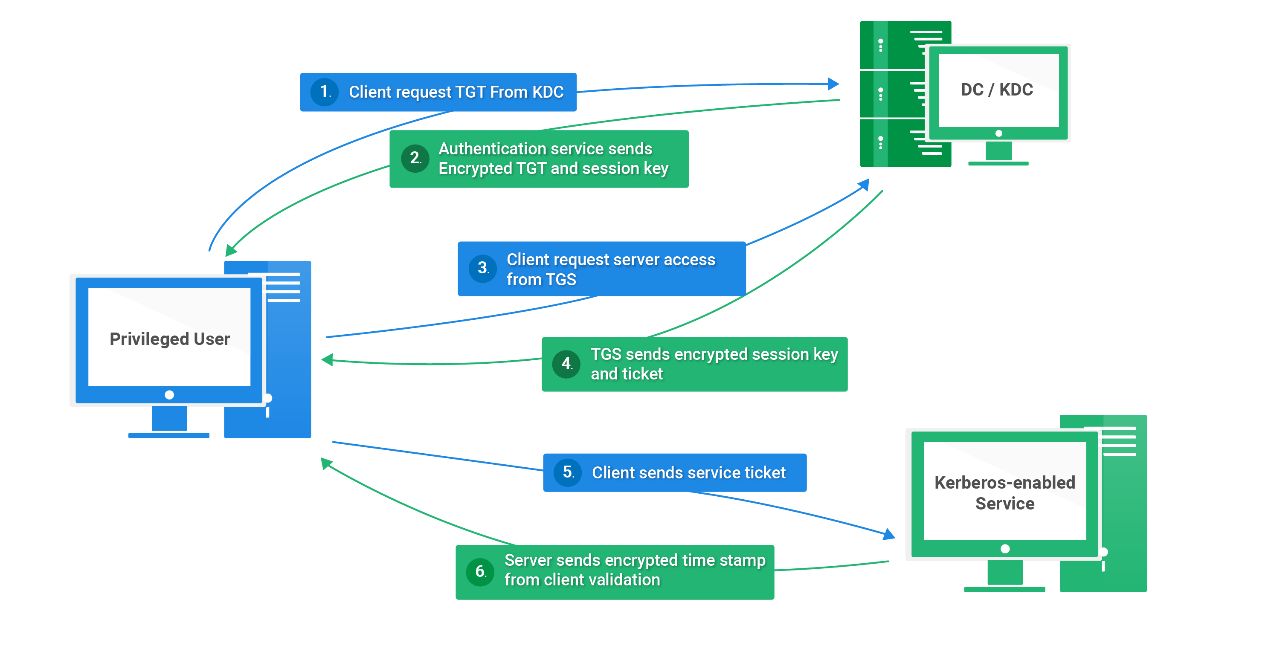 1. Client request TGT From KDC
DC / KDC
2. Authentication service sends
Encrypted TGT and session key
3. Client request server access
from TGS
Privileged User
4. TGS sends encrypted session key
and ticket
5. Client sends service ticket
Kerberos-enabled
Service
6. Server sends encrypted time stamp
from client validation